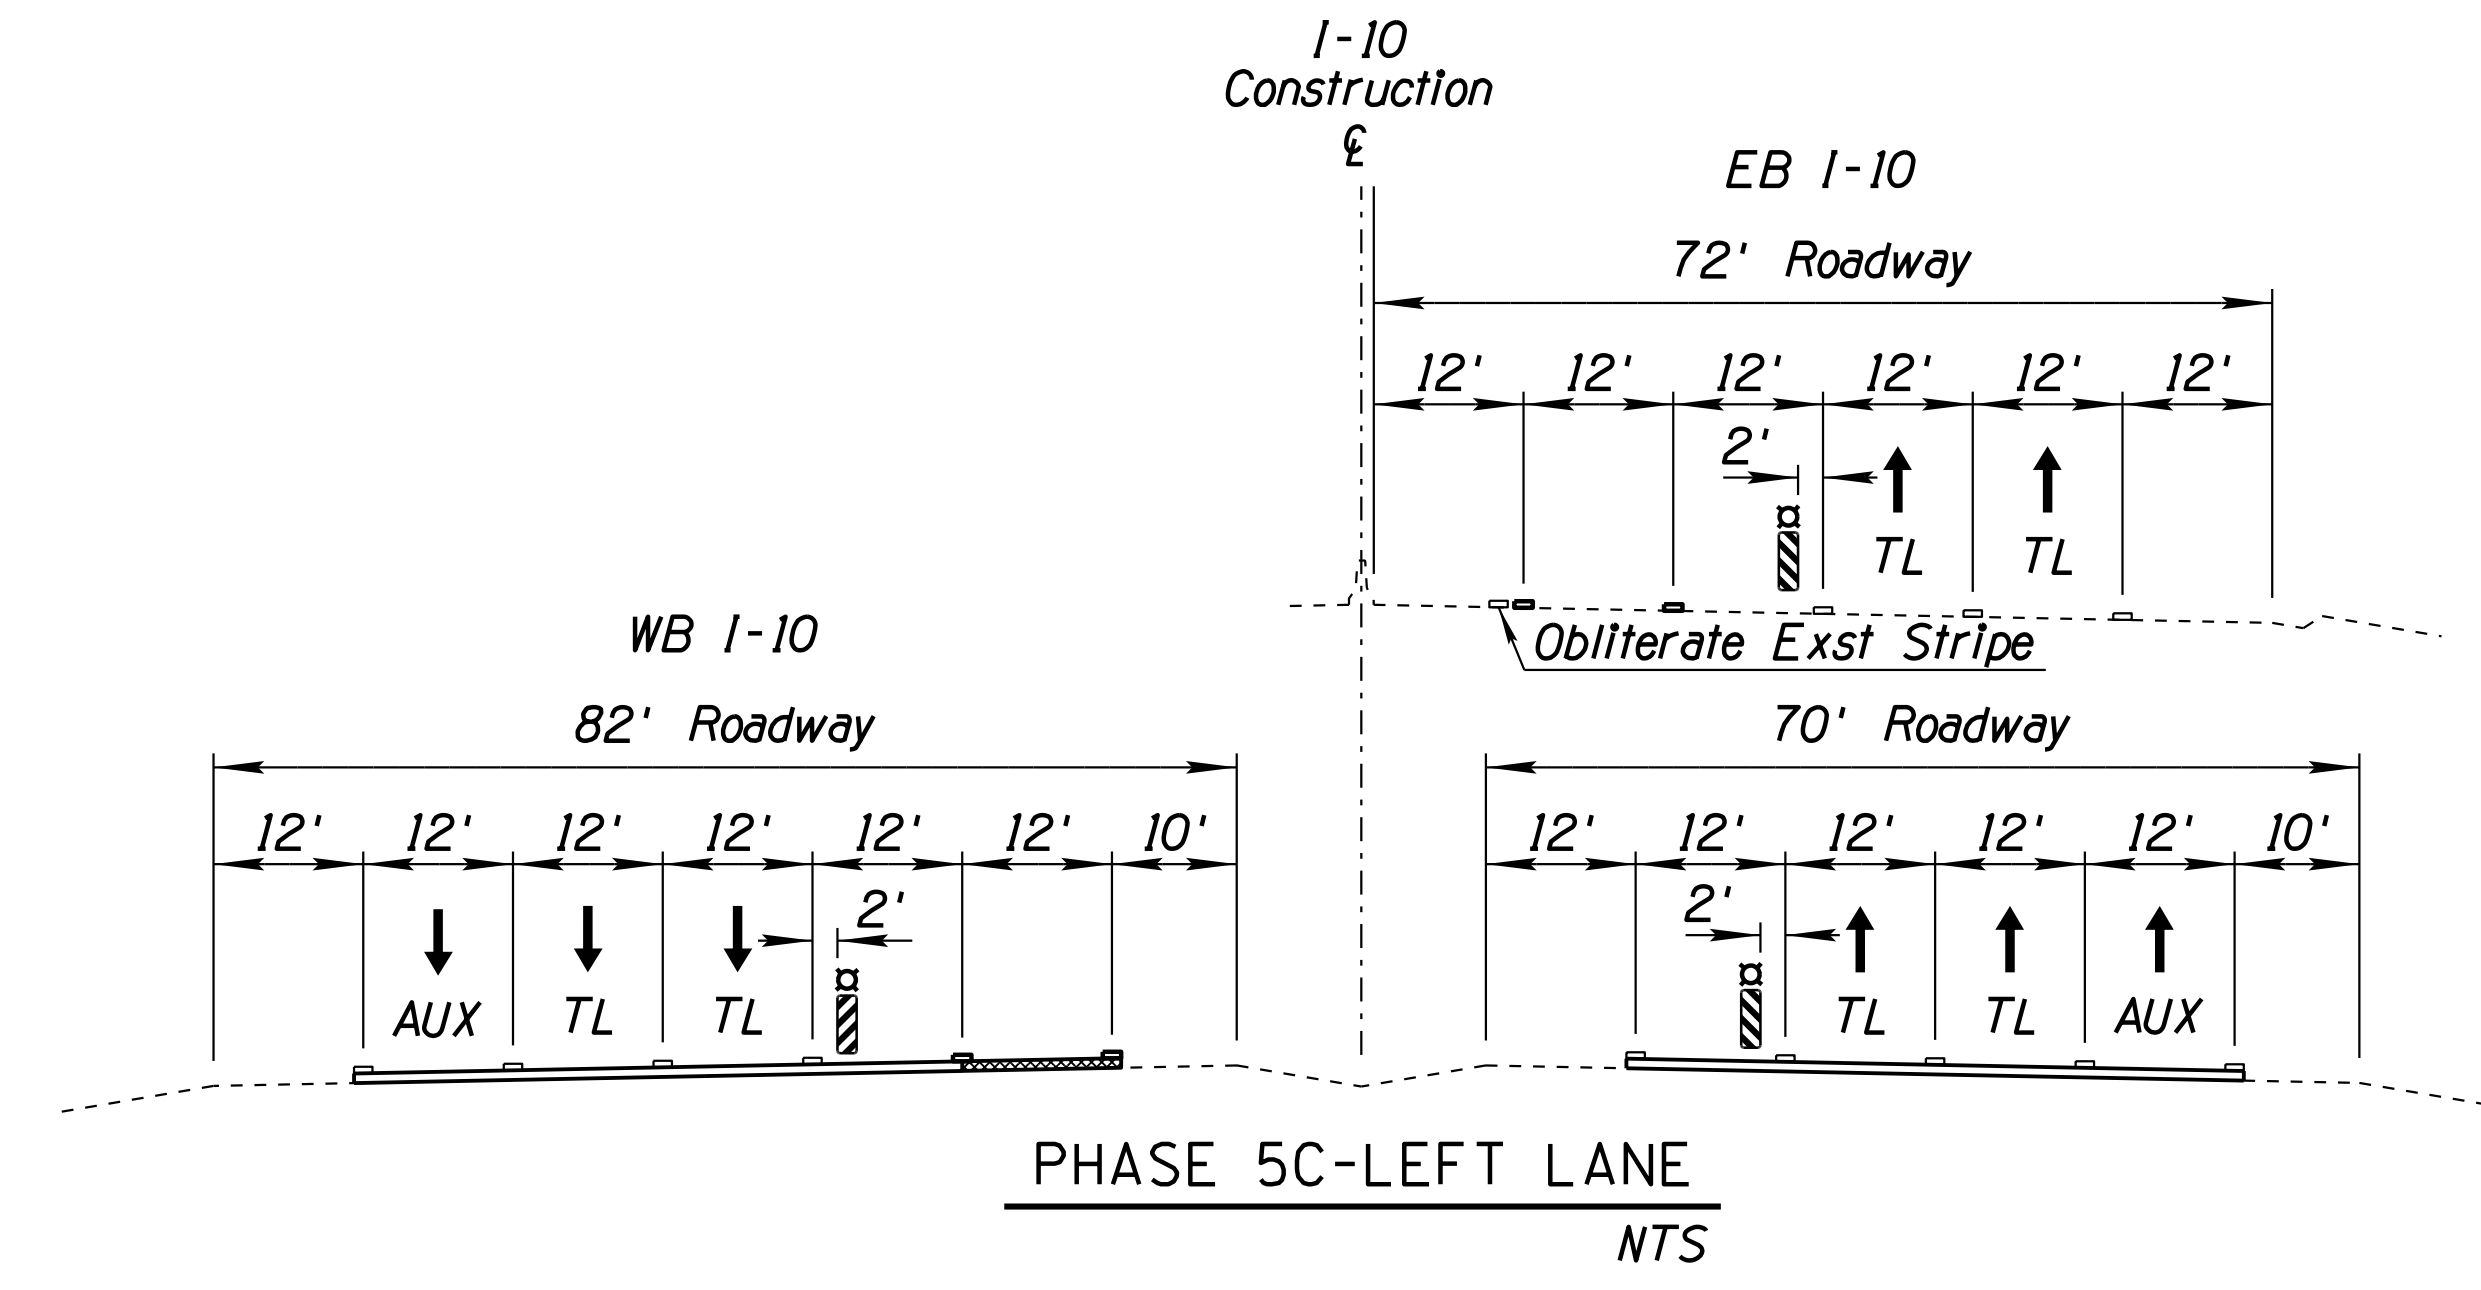 I-10
Construction
℄
EB I-10
72' Roadway
12' 12' 12' 12' 12' 12'
2'
TL TL
Obliterate Exst Stripe
WB I-10
82' Roadway
12' 12' 12' 12' 12' 12' 10'
2'
AUX TL TL
70' Roadway
12' 12' 12' 12' 12' 10'
2'
TL TL AUX
PHASE 5C-LEFT LANE
NTS